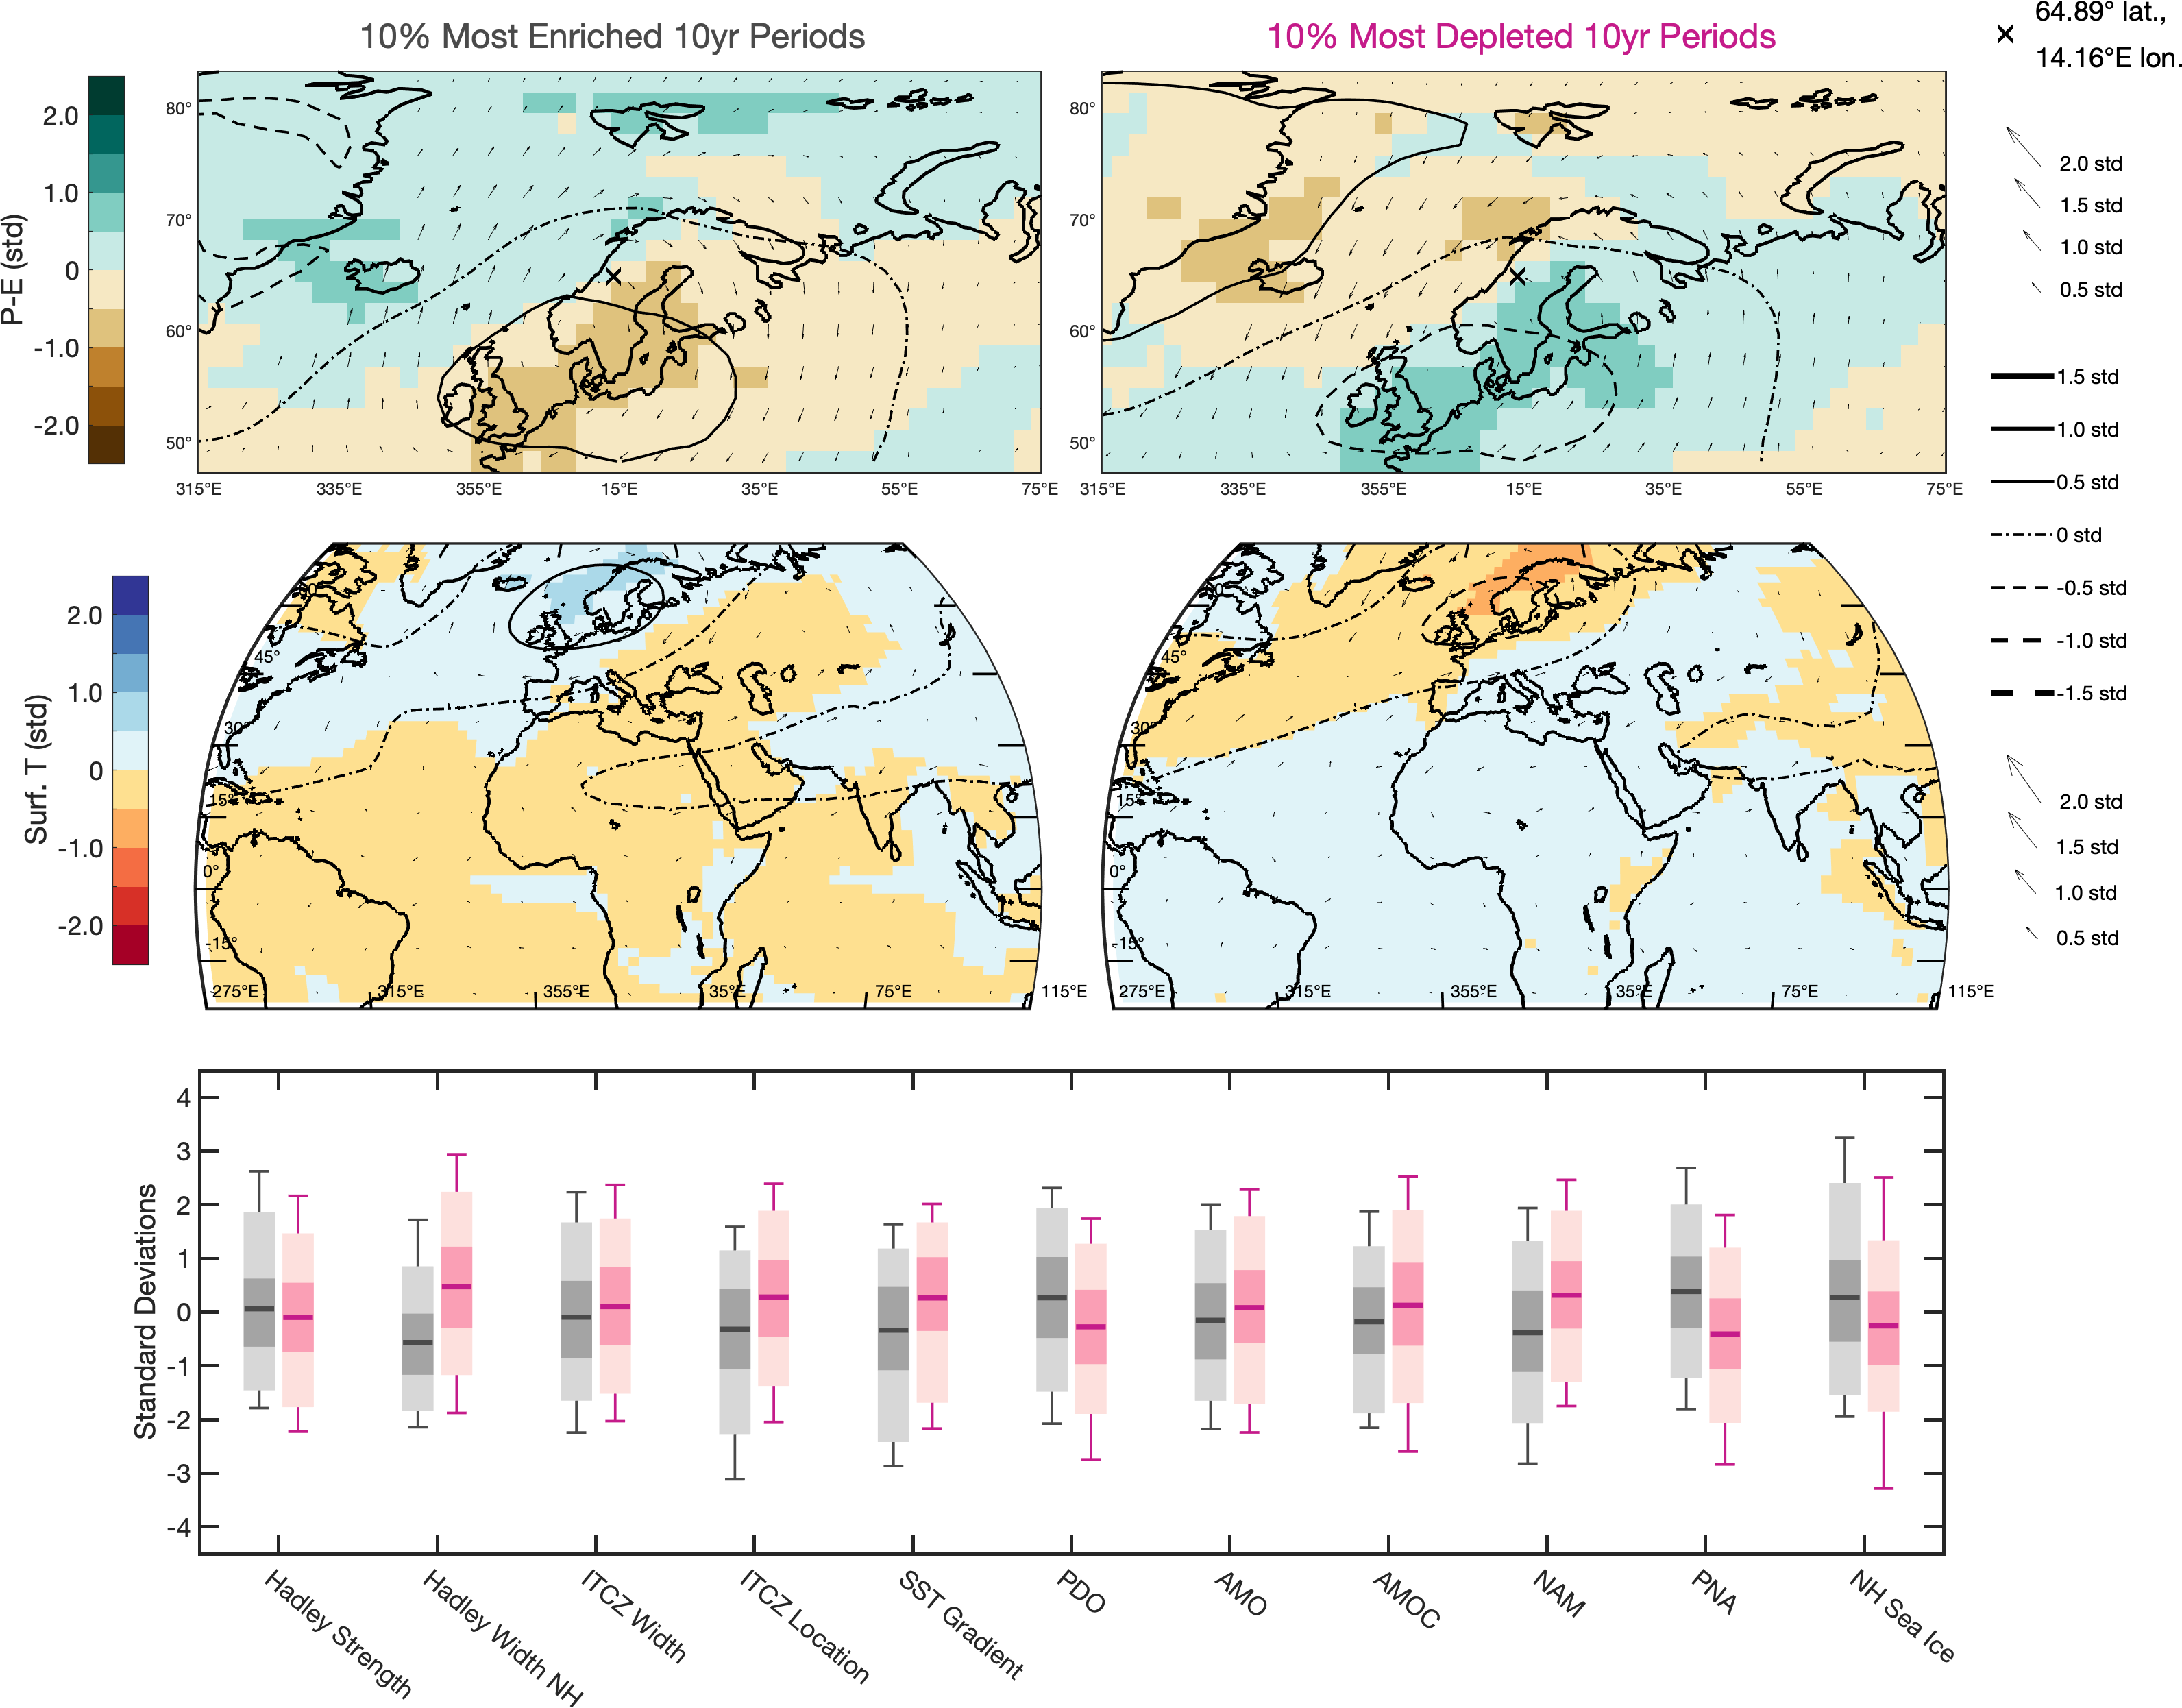 10% Most Enriched 10yr Periods
10% Most Depleted 10yr Periods
64.89° lat.,
14.16°E lon.
P-E (std)
2.0
1.0
0
-1.0
-2.0
80°
70°
60°
50°
315°E 335°E 355°E 15°E 35°E 55°E 75°E
80°
70°
60°
50°
315°E 335°E 355°E 15°E 35°E 55°E 75°E
2.0 std
1.5 std
1.0 std
0.5 std
1.5 std
1.0 std
0.5 std
0 std
-0.5 std
-1.0 std
-1.5 std
Surf. T (std)
2.0
1.0
0
-1.0
-2.0
45°
30°
15°
0°
-15°
275°E 315°E 355°E 35°E 75°E 115°E
45°
30°
15°
0°
-15°
275°E 315°E 355°E 35°E 75°E 115°E
2.0 std
1.5 std
1.0 std
0.5 std
Standard Deviations
4
3
2
1
0
-1
-2
-3
-4
Hadley Strength
Hadley Width NH
ITCZ Width
ITCZ Location
SST Gradient
PDO
AMO
AMOC
NAM
PNA
NH Sea Ice